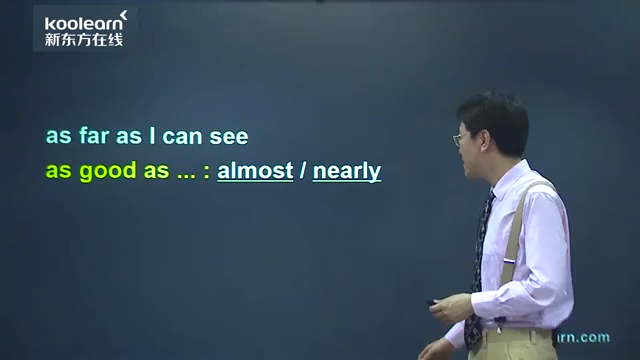 koolearn
新东方在线
as far as I can see
as good as ... : almost / nearly
rn.com